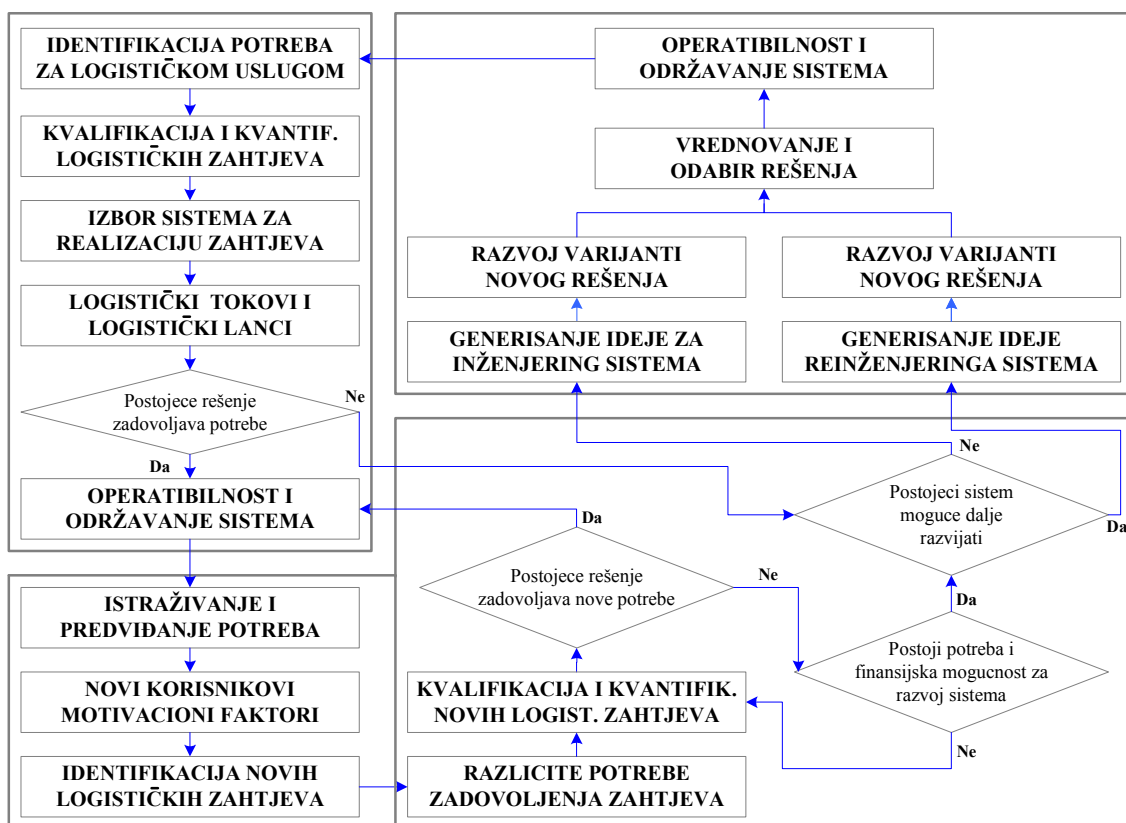 IDENTIFIKACIJA POTREBA
ZA LOGISTIČKOM USLUGOM
KVALIFIKACIJA I KVANTIF.
LOGISTIČKIH ZAHTJEVA
IZBOR SISTEMA ZA
REALIZACIJU ZAHTJEVA
LOGISTIČKI TOKOVI I
LOGISTIČKI LANCI
Postojece rešenje
zadovoljava potrebe
Ne
Da
OPERATIBILNOST I
ODRŽAVANJE SISTEMA
ISTRAŽIVANJE I
PREDVIĐANJE POTREBA
NOVI KORISNIKOVI
MOTIVACIONI FAKTORI
IDENTIFIKACIJA NOVIH
LOGISTIČKIH ZAHTJEVA
OPERATIBILNOST I
ODRŽAVANJE SISTEMA
VREDNOVANJE I
ODABIR REŠENJA
RAZVOJ VARIJANTI
NOVOG REŠENJA
RAZVOJ VARIJANTI
NOVOG REŠENJA
GENERISANJE IDEJE ZA
INŽENJERING SISTEMA
GENERISANJE IDEJE
REINŽENJERINGA SISTEMA
Ne
Postojeci sistem
moguce dalje
razvijati
Da
Da
Postojece rešenje
zadovoljava nove potrebe
Ne
Da
Postoji potreba i
finansijska mogucnost za
razvoj sistema
Ne
KVALIFIKACIJA I KVANTIFIK.
NOVIH LOGIST. ZAHTJEVA
RAZLICITE POTREBE
ZADOVOLJENJA ZAHTJEVA